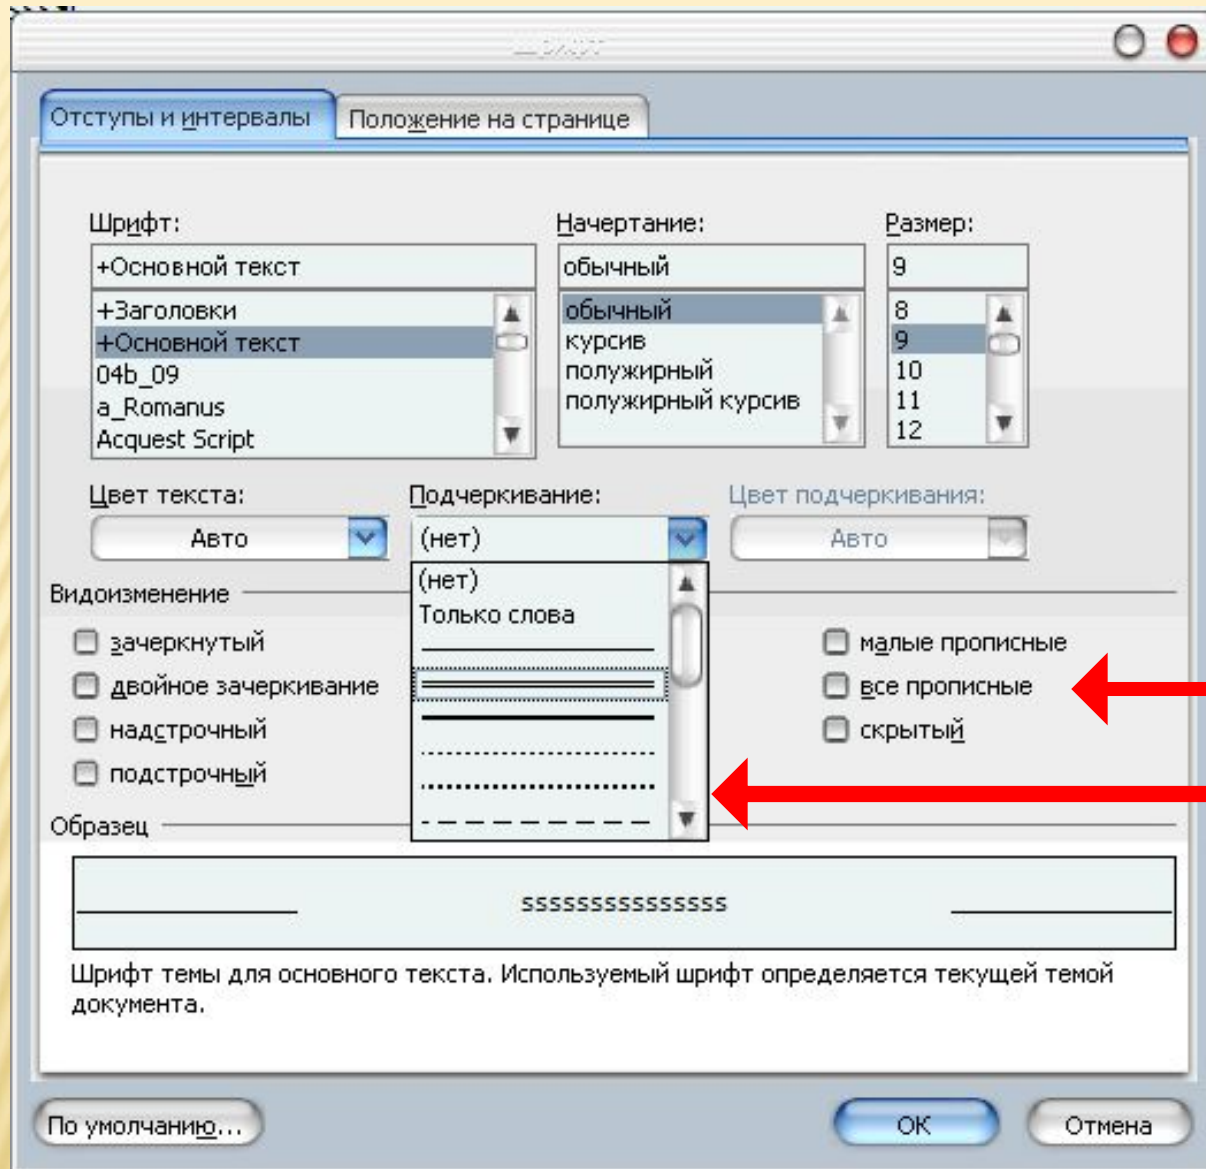 Шрифт
Отступы и интервалы Положение на странице
Шрифт: Начертание: Размер:
+Основной текст обычный 9
+Заголовки обычный 8
+Основной текст курсив 9
04b_09 полужирный 10
a_Romanus полужирный курсив 11
Acquest Script 12
Цвет текста: Подчеркивание: Цвет подчеркивания:
Авто (нет) Авто
(нет)
Видоизменение Только слова
зачеркнутый малые прописные
двойное зачеркивание все прописные
надстрочный скрытый
подстрочный
Образец
sssssssssssssss
Шрифт темы для основного текста. Используемый шрифт определяется текущей темой
документа.
По умолчанию... ОК Отмена